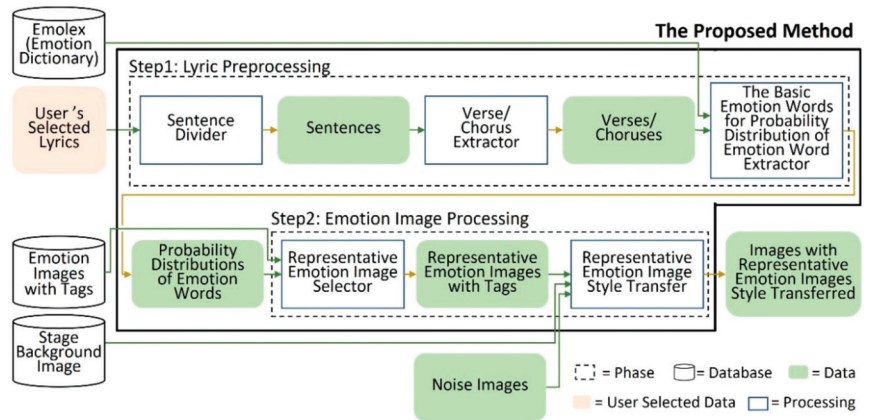 The Proposed Method
Emolex
(Emotion
Dictionary)
Step1: Lyric Preprocessing
User 's
Selected
Lyrics
Sentence
Divider
Sentences
Verse/
Chorus
Extractor
Verses/
Choruses
The Basic
Emotion Words
for Probability
Distribution of
Emotion Word
Extractor
Step2: Emotion Image Processing
Emotion
Images
with Tags
Probability
Distributions
of Emotion
Words
Representative
Emotion Image
Selector
Representative
Emotion Images
with Tags
Representative
Emotion Image
Style Transfer
Images with
Representative
Emotion Images
Style Transferred
Stage
Background
Image
Noise Images
= Phase
= Database
= Data
= User Selected Data
= Processing